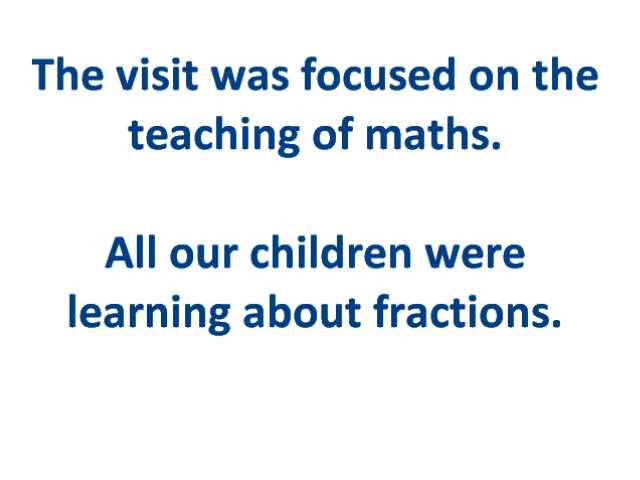 The visit was focused on the
teaching of maths.
All our children were
learning about fractions.